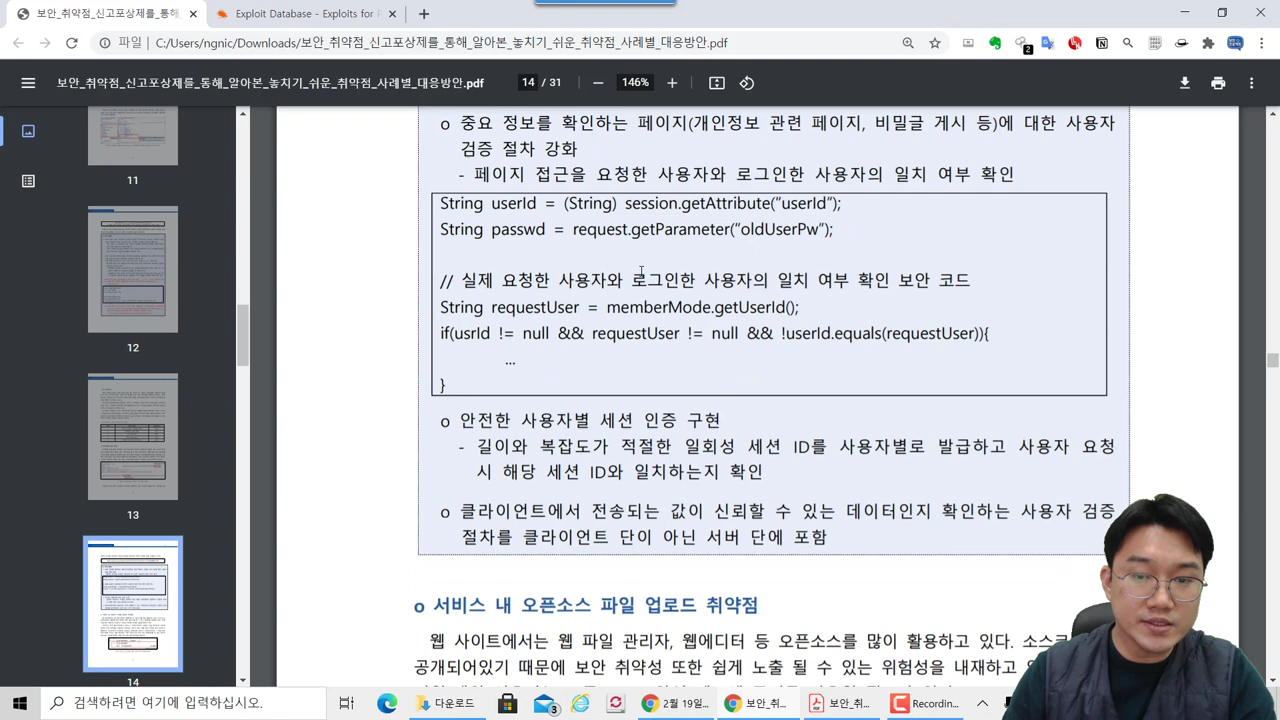 보안_취약점_신고포상제를_통해
Exploit Database - Exploits for P
파일
C:/Users/ngnic/Downloads/보안_취약점_신고포상제를_통해_알아본_놓치기_쉬운_취약점_사례별_대응방안.pdf
2
보안_취약점_신고포상제를_통해_알아본_놓치기_쉬운_취약점_사례별_대응방안.pdf
14 / 31
146%
11
12
13
14
o 중요 정보를 확인하는 페이지(개인정보 관련 페이지, 비밀글 게시 등)에 대한 사용자
검증 절차 강화
- 페이지 접근을 요청한 사용자와 로그인한 사용자의 일치 여부 확인
String userId = (String) session.getAttribute("userId");
String passwd = request.getParameter("oldUserPw");
// 실제 요청한 사용자와 로그인한 사용자의 일치 여부 확인 보안 코드
String requestUser = memberMode.getUserId();
if(usrId != null && requestUser != null && !userId.equals(requestUser)){
...
}
o 안전한 사용자별 세션 인증 구현
- 길이와 복잡도가 적절한 일회성 세션 ID를 사용자별로 발급하고 사용자 요청
시 해당 세션 ID와 일치하는지 확인
o 클라이언트에서 전송되는 값이 신뢰할 수 있는 데이터인지 확인하는 사용자 검증
절차를 클라이언트 단이 아닌 서버 단에 포함
o 서비스 내 오픈소스 파일 업로드 취약점
웹 사이트에서는 웹 파일 관리자, 웹에디터 등 오픈소스를 많이 활용하고 있다. 소스코
공개되어있기 때문에 보안 취약성 또한 쉽게 노출 될 수 있는 위험성을 내재하고
검색하려면 여기에 입력하십시오.
다운로드
3
2월 19일...
보안_취...
보안_취...
Recording...